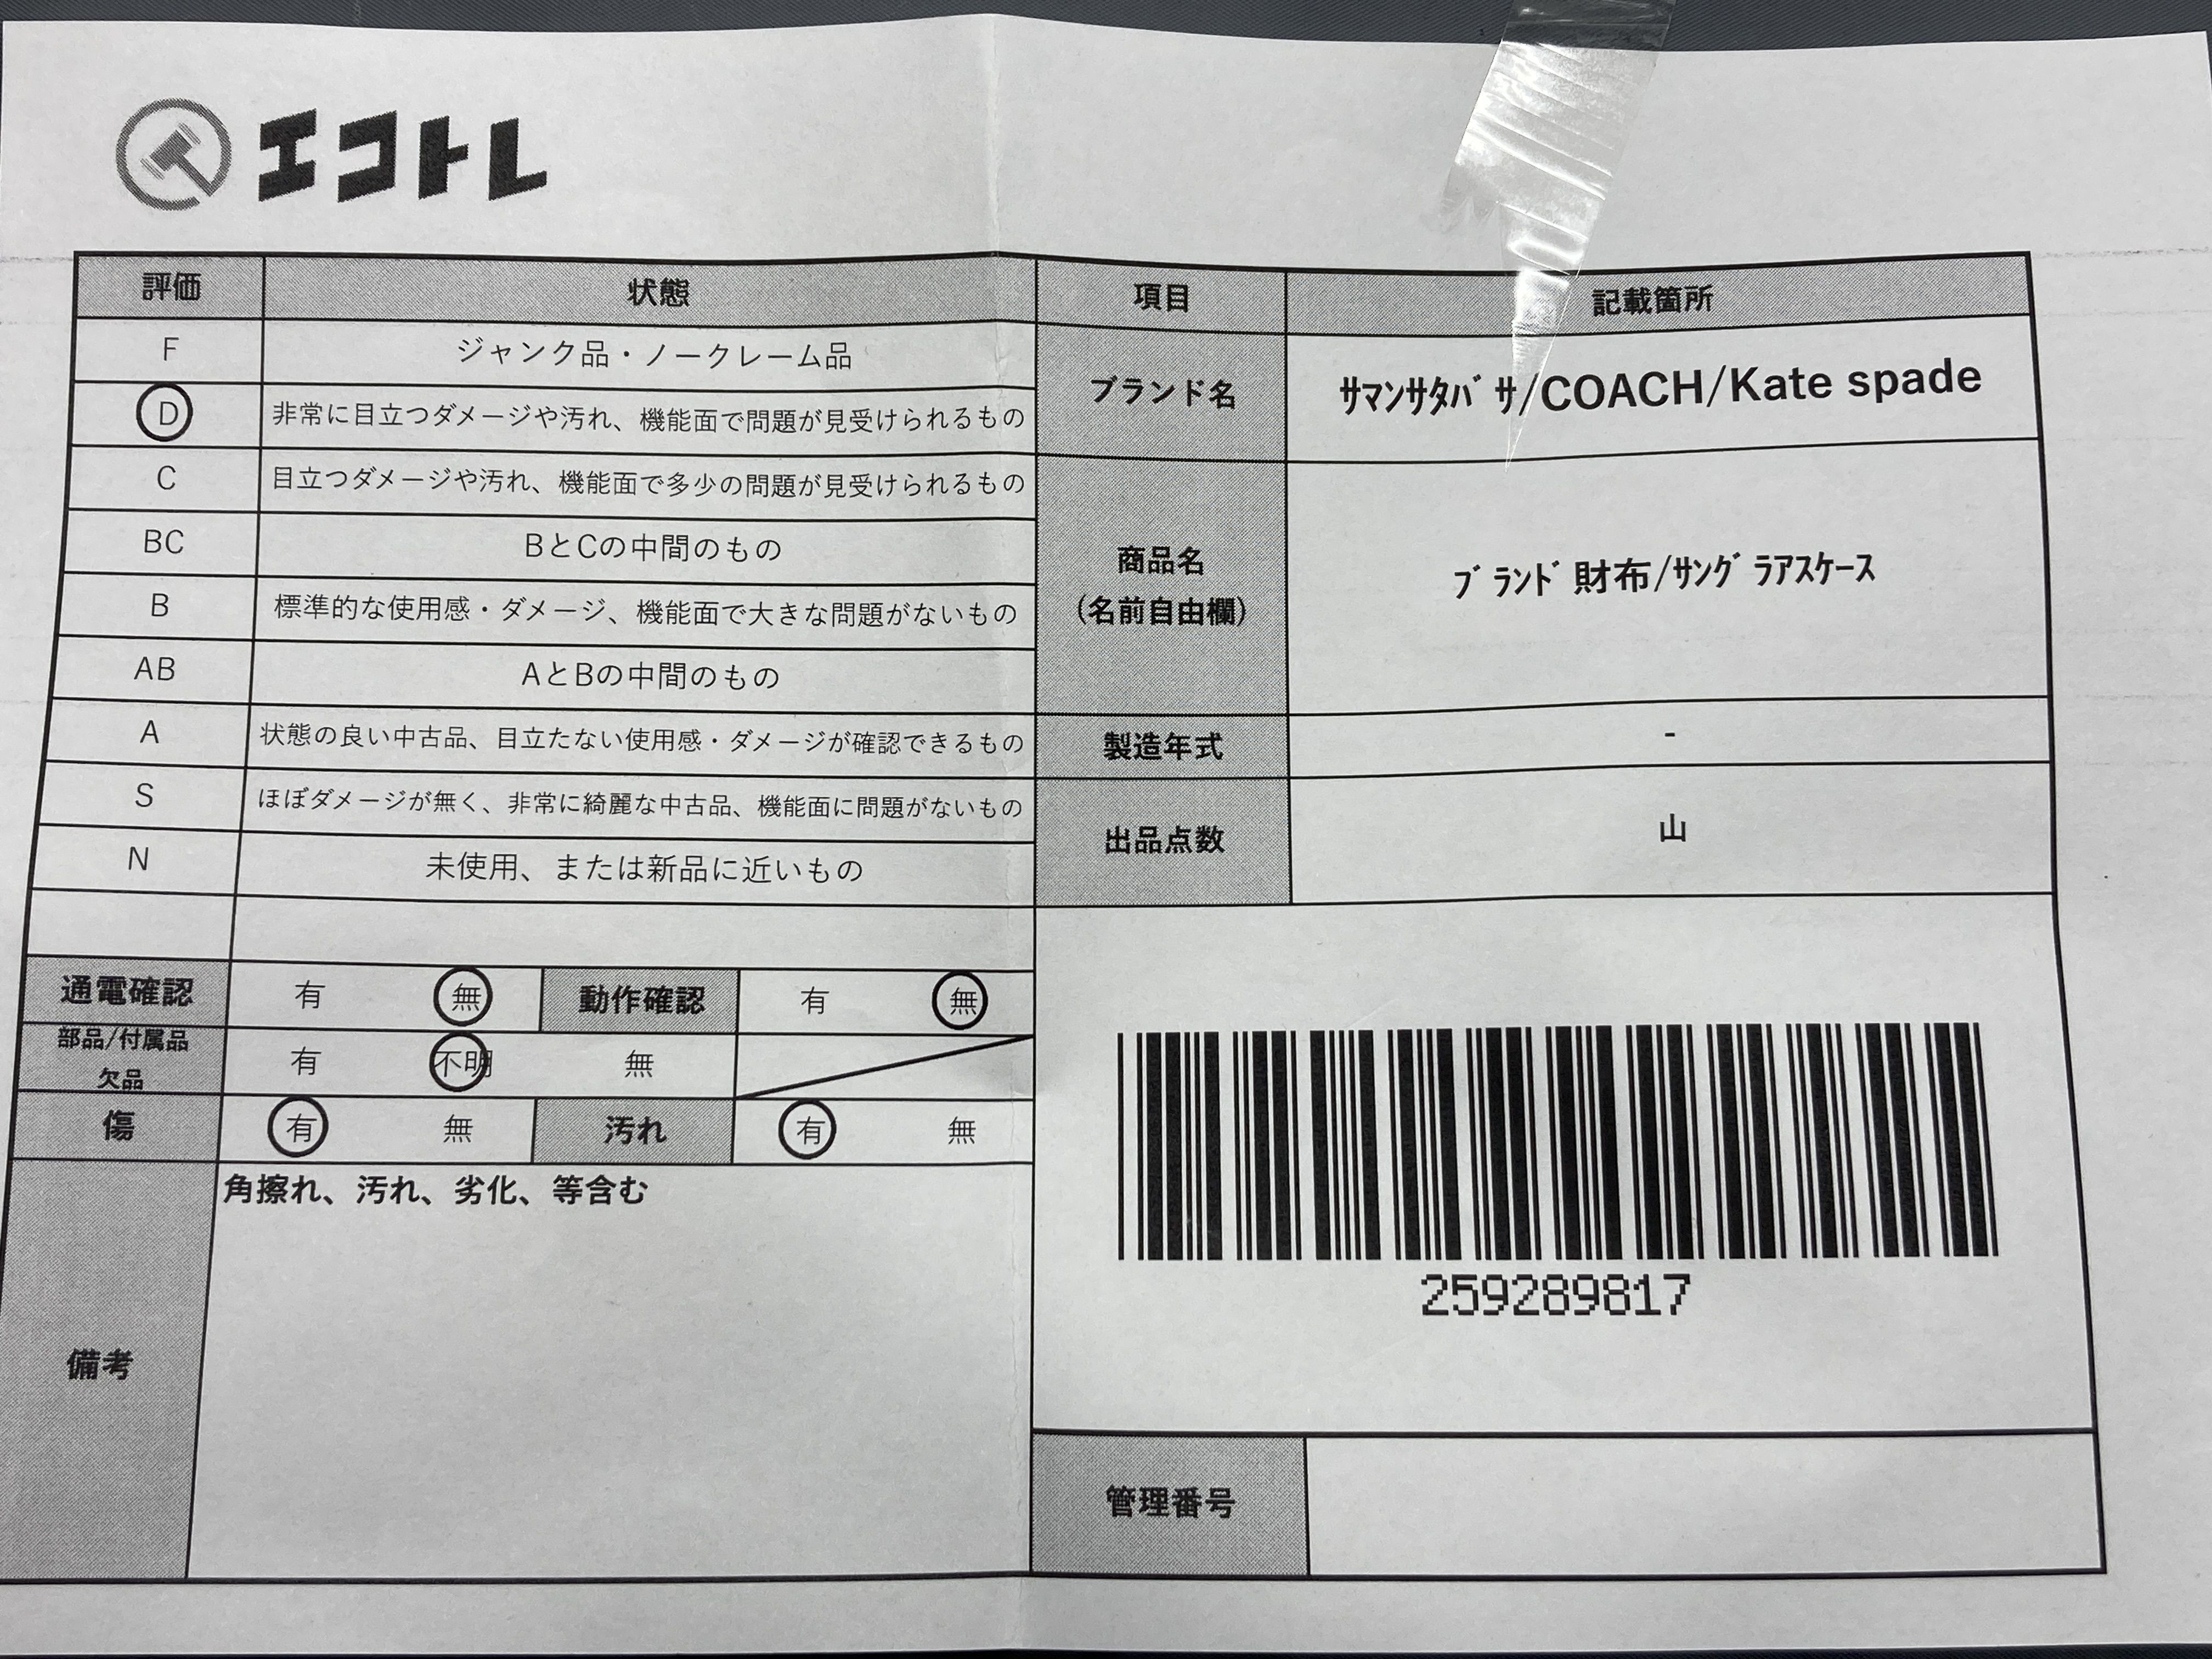 エコトレ
評価 状態
F ジャンク品・ノークレーム品
D 非常に目立つダメージや汚れ、機能面で問題が見受けられるもの
C 目立つダメージや汚れ、機能面で多少の問題が見受けられるもの
BC BとCの中間のもの
B 標準的な使用感・ダメージ、機能面で大きな問題がないもの
AB AとBの中間のもの
A 状態の良い中古品、目立たない使用感・ダメージが確認できるもの
S ほぼダメージが無く、非常に綺麗な中古品、機能面に問題がないもの
N 未使用、または新品に近いもの
通電確認 有 無 動作確認 有 無
部品/付属品
欠品 有 不明 無
傷 有 無 汚れ 有 無
備考 角擦れ、汚れ、劣化、等含む
項目 記載箇所
ブランド名 ｻﾏﾝｻﾀﾊﾞｻ/COACH/Kate spade
商品名
(名前自由欄) ﾌﾞﾗﾝﾄﾞ財布/ｻﾝｸﾞﾗｱｽｹｰｽ
製造年式 -
出品点数 山
259289817
管理番号